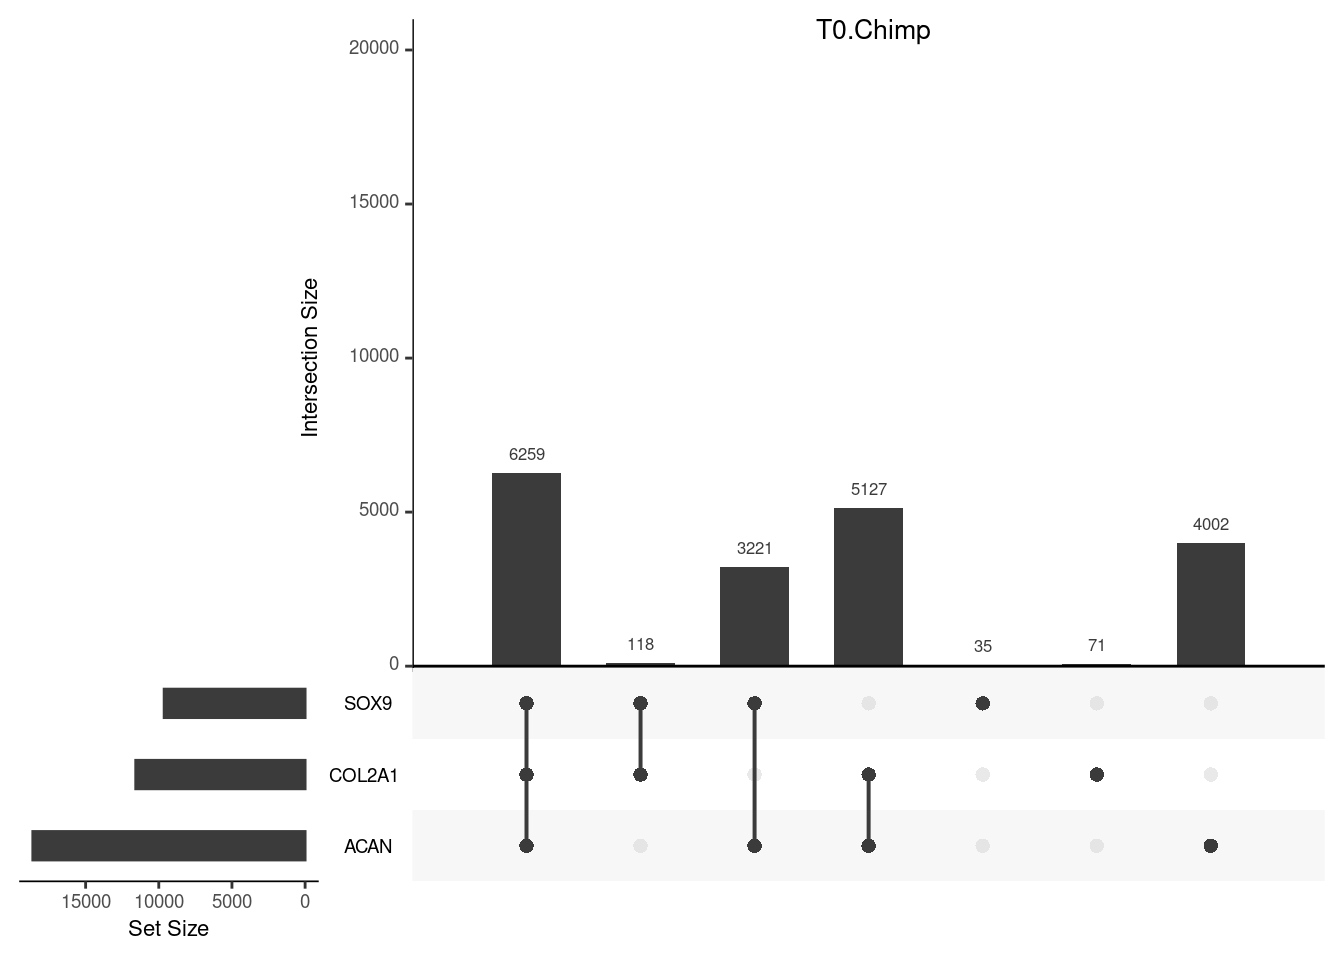 T0.Chimp
20000
15000
10000
5000
0
Intersection Size
6259
118
3221
5127
35
71
4002
SOX9
COL2A1
ACAN
15000 10000 5000 0
Set Size